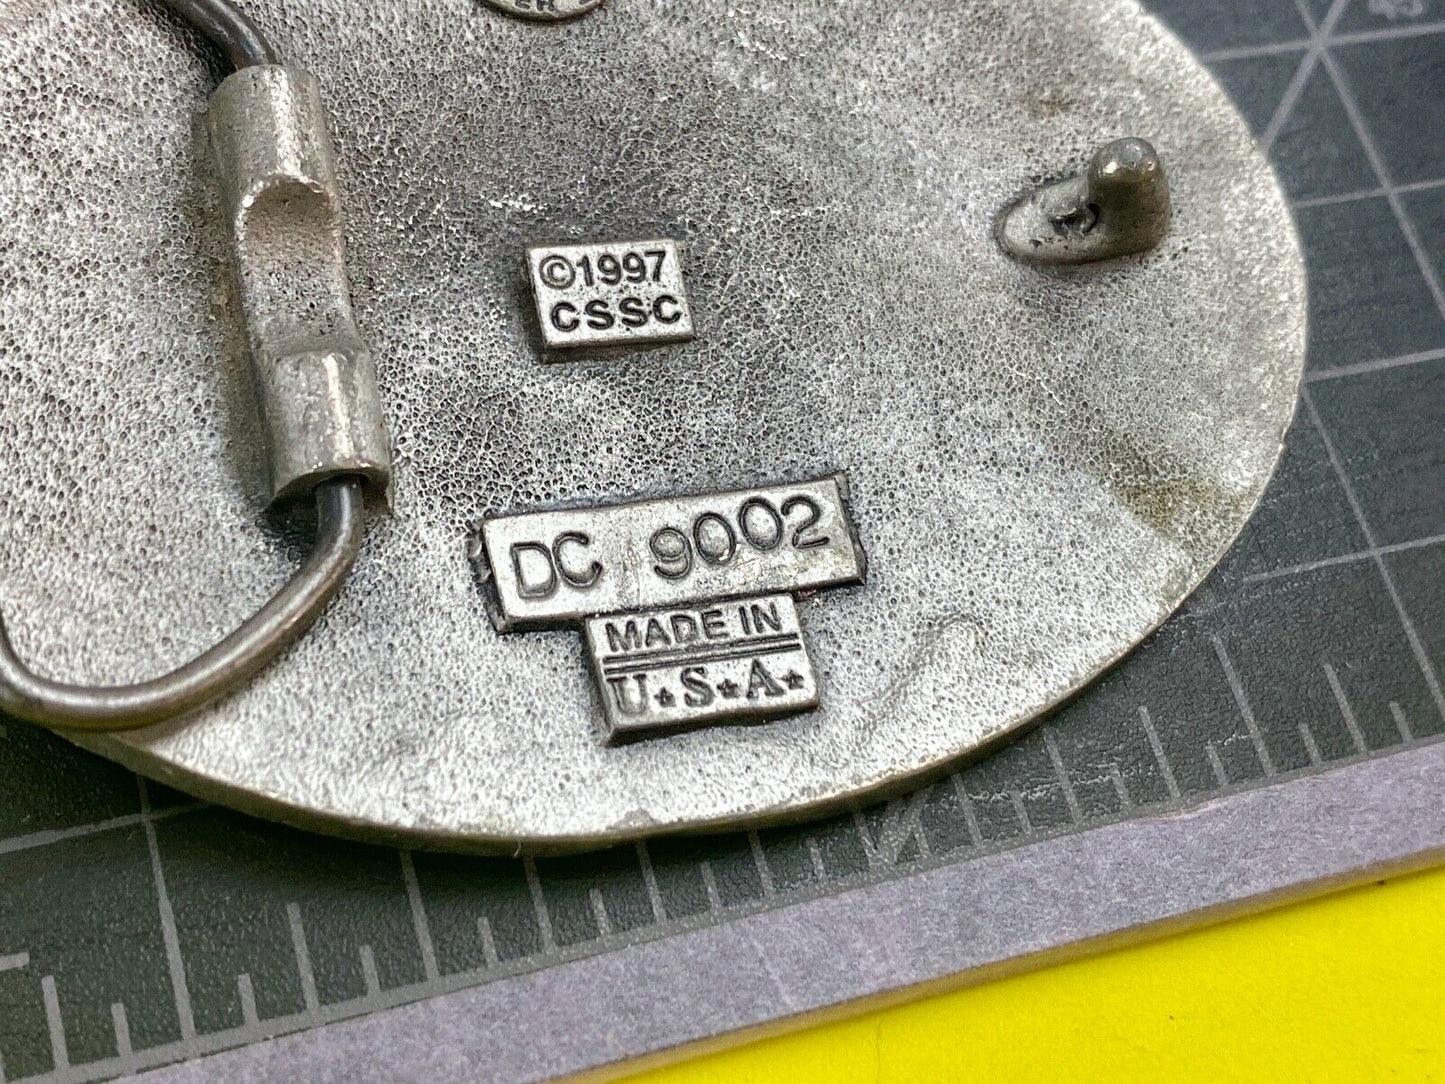 ©1997
CSSC
DC 9002
MADE IN
U★S★A★